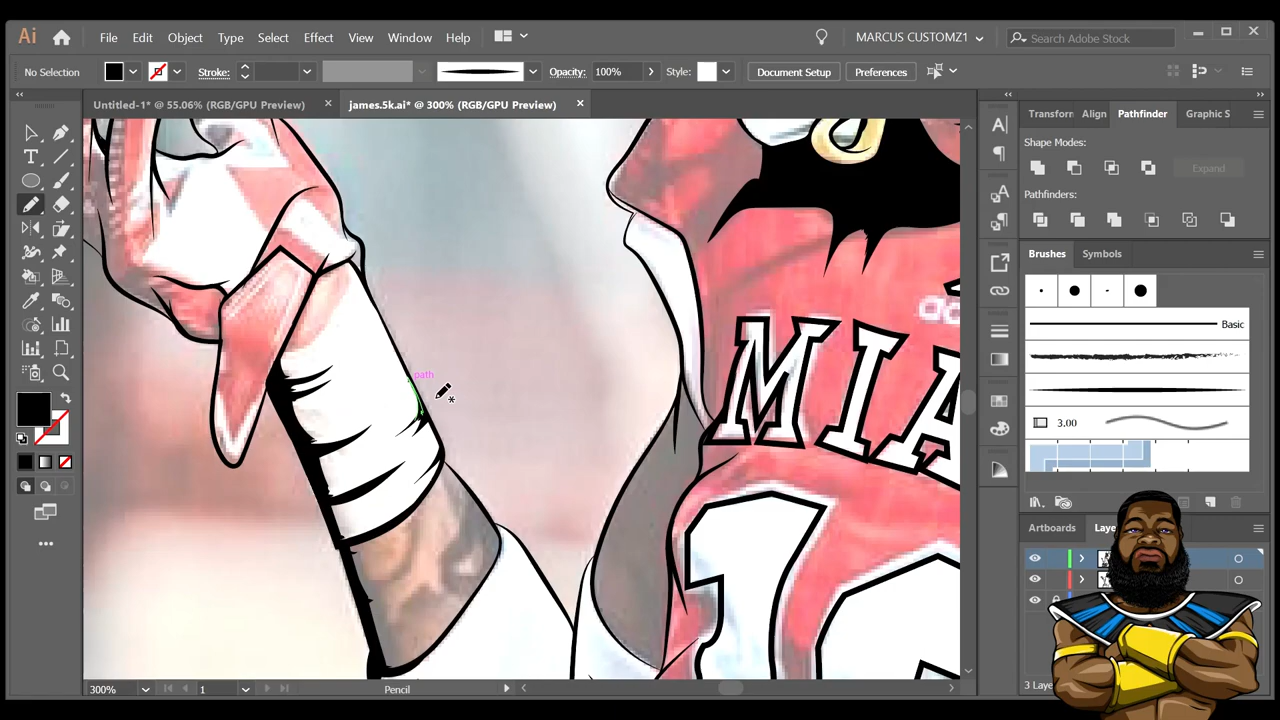 Ai File Edit Object Type Select Effect View Window Help MARCUS CUSTOMZ1 Search Adobe Stock
No Selection Stroke: Opacity: 100% Style: Document Setup Preferences
Untitled-1* @ 55.06% (RGB/GPU Preview) × james.5k.ai* @ 300% (RGB/GPU Preview) ×
Transform Align Pathfinder Graphic S
Shape Modes:
Expand
Pathfinders:
Brushes Symbols
Basic
3.00
path
MIA
1
Artboards
300% 1 Pencil